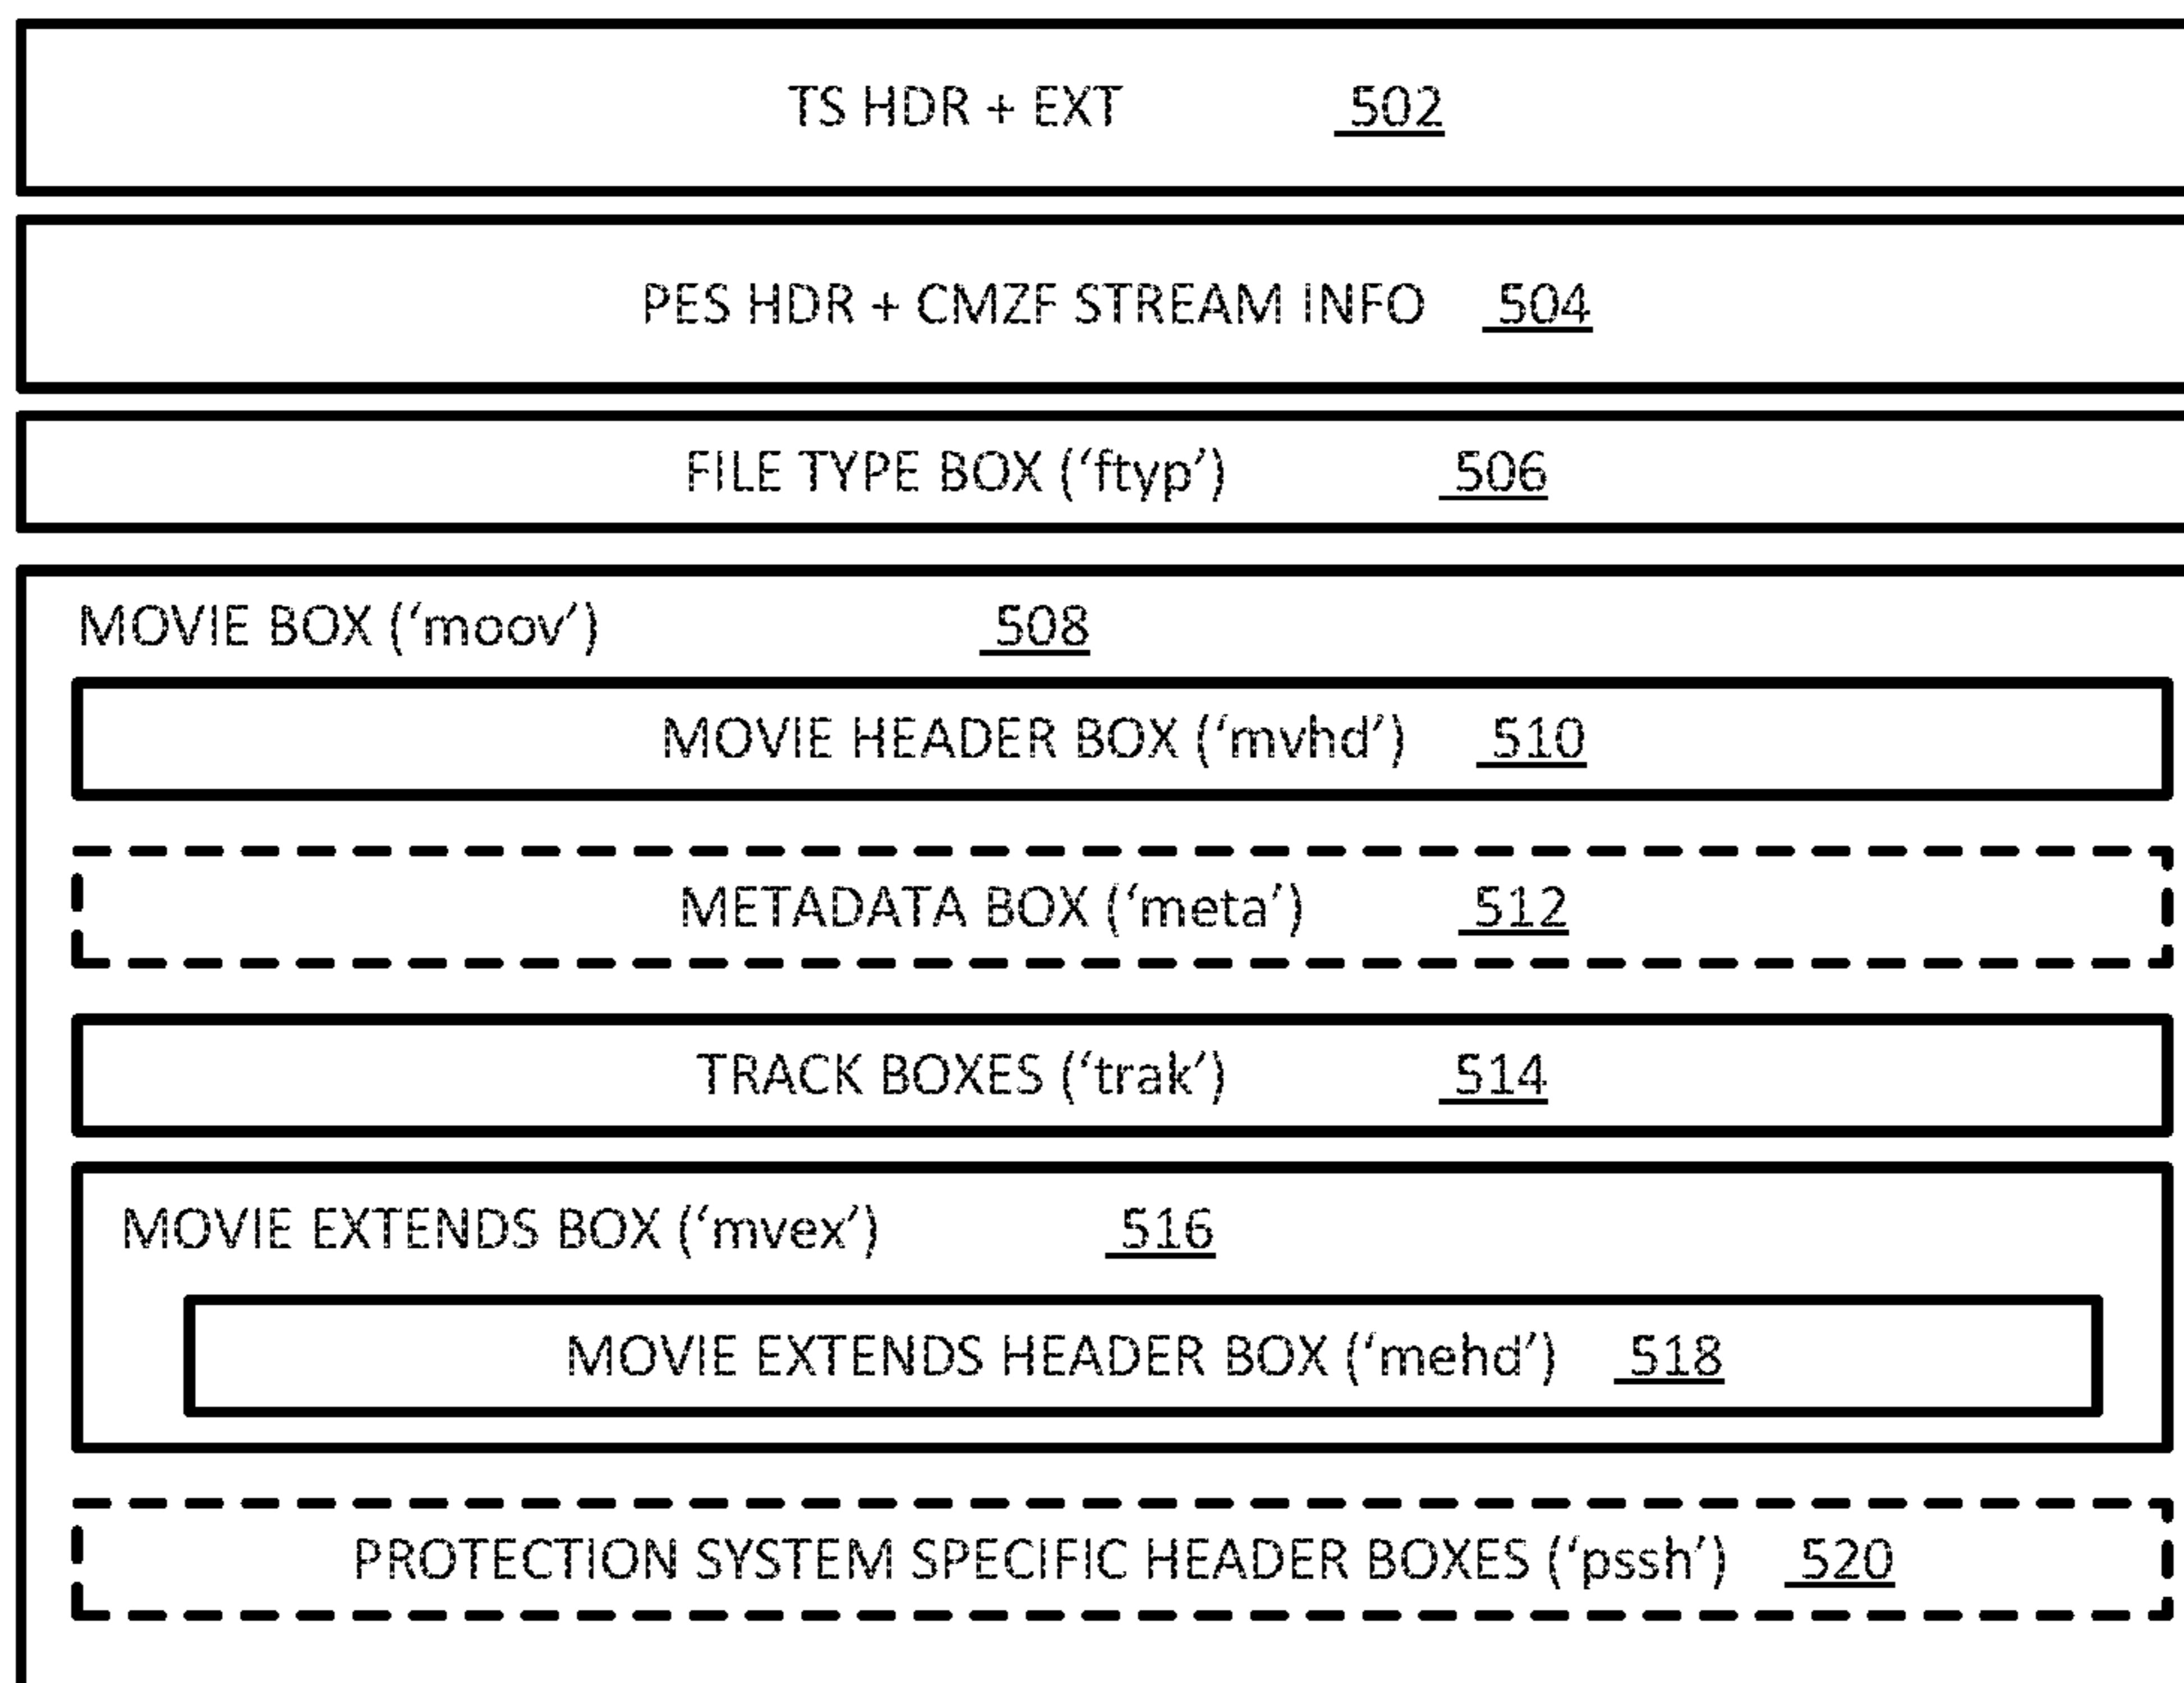 TS HDR + EXT 502
PES HDR + CMZF STREAM INFO 504
FILE TYPE BOX (‘ftyp’) 506
MOVIE BOX (‘moov’) 508
MOVIE HEADER BOX (‘mvhd’) 510
METADATA BOX (‘meta’) 512
TRACK BOXES (‘trak’) 514
MOVIE EXTENDS BOX (‘mvex’) 516
MOVIE EXTENDS HEADER BOX (‘mehd’) 518
PROTECTION SYSTEM SPECIFIC HEADER BOXES (‘pssh’) 520